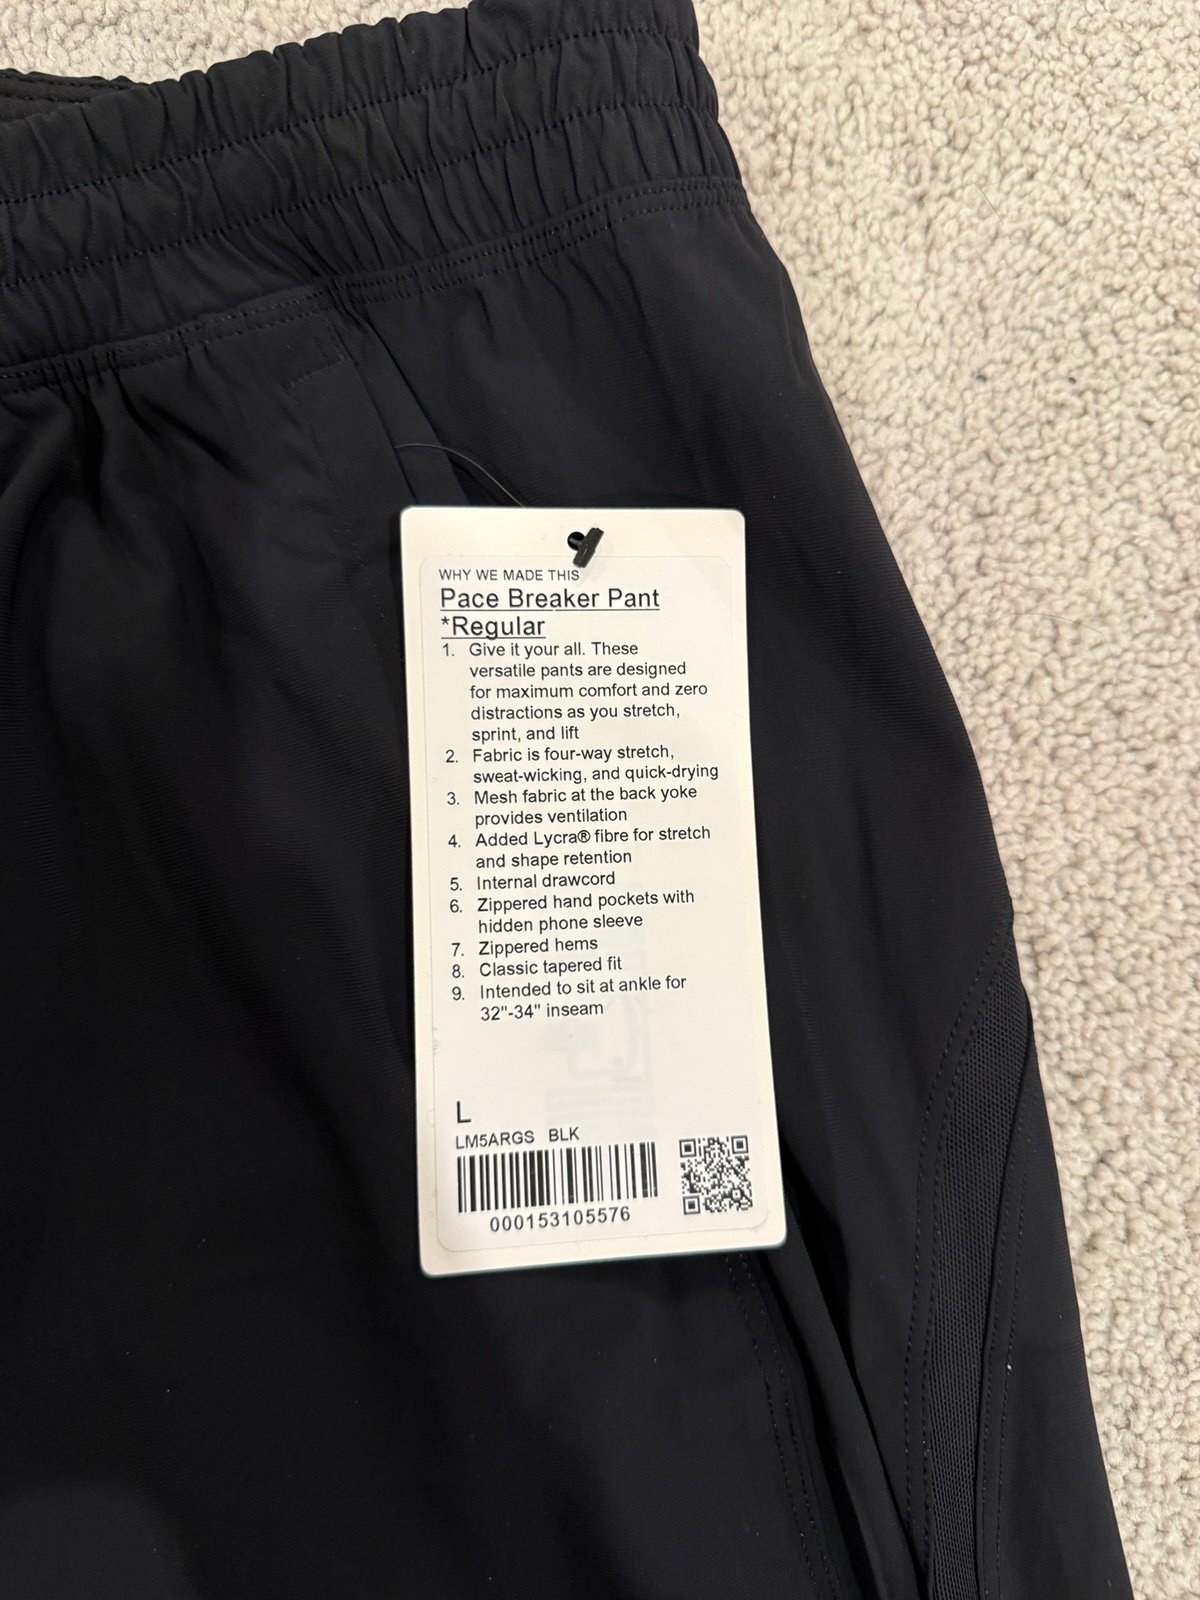 WHY WE MADE THIS
Pace Breaker Pant
*Regular
1. Give it your all. These
versatile pants are designed
for maximum comfort and zero
distractions as you stretch,
sprint, and lift
2. Fabric is four-way stretch,
sweat-wicking, and quick-drying
3. Mesh fabric at the back yoke
provides ventilation
4. Added Lycra® fibre for stretch
and shape retention
5. Internal drawcord
6. Zippered hand pockets with
hidden phone sleeve
7. Zippered hems
8. Classic tapered fit
9. Intended to sit at ankle for
32"-34" inseam
L
LM5ARGS BLK
000153105576